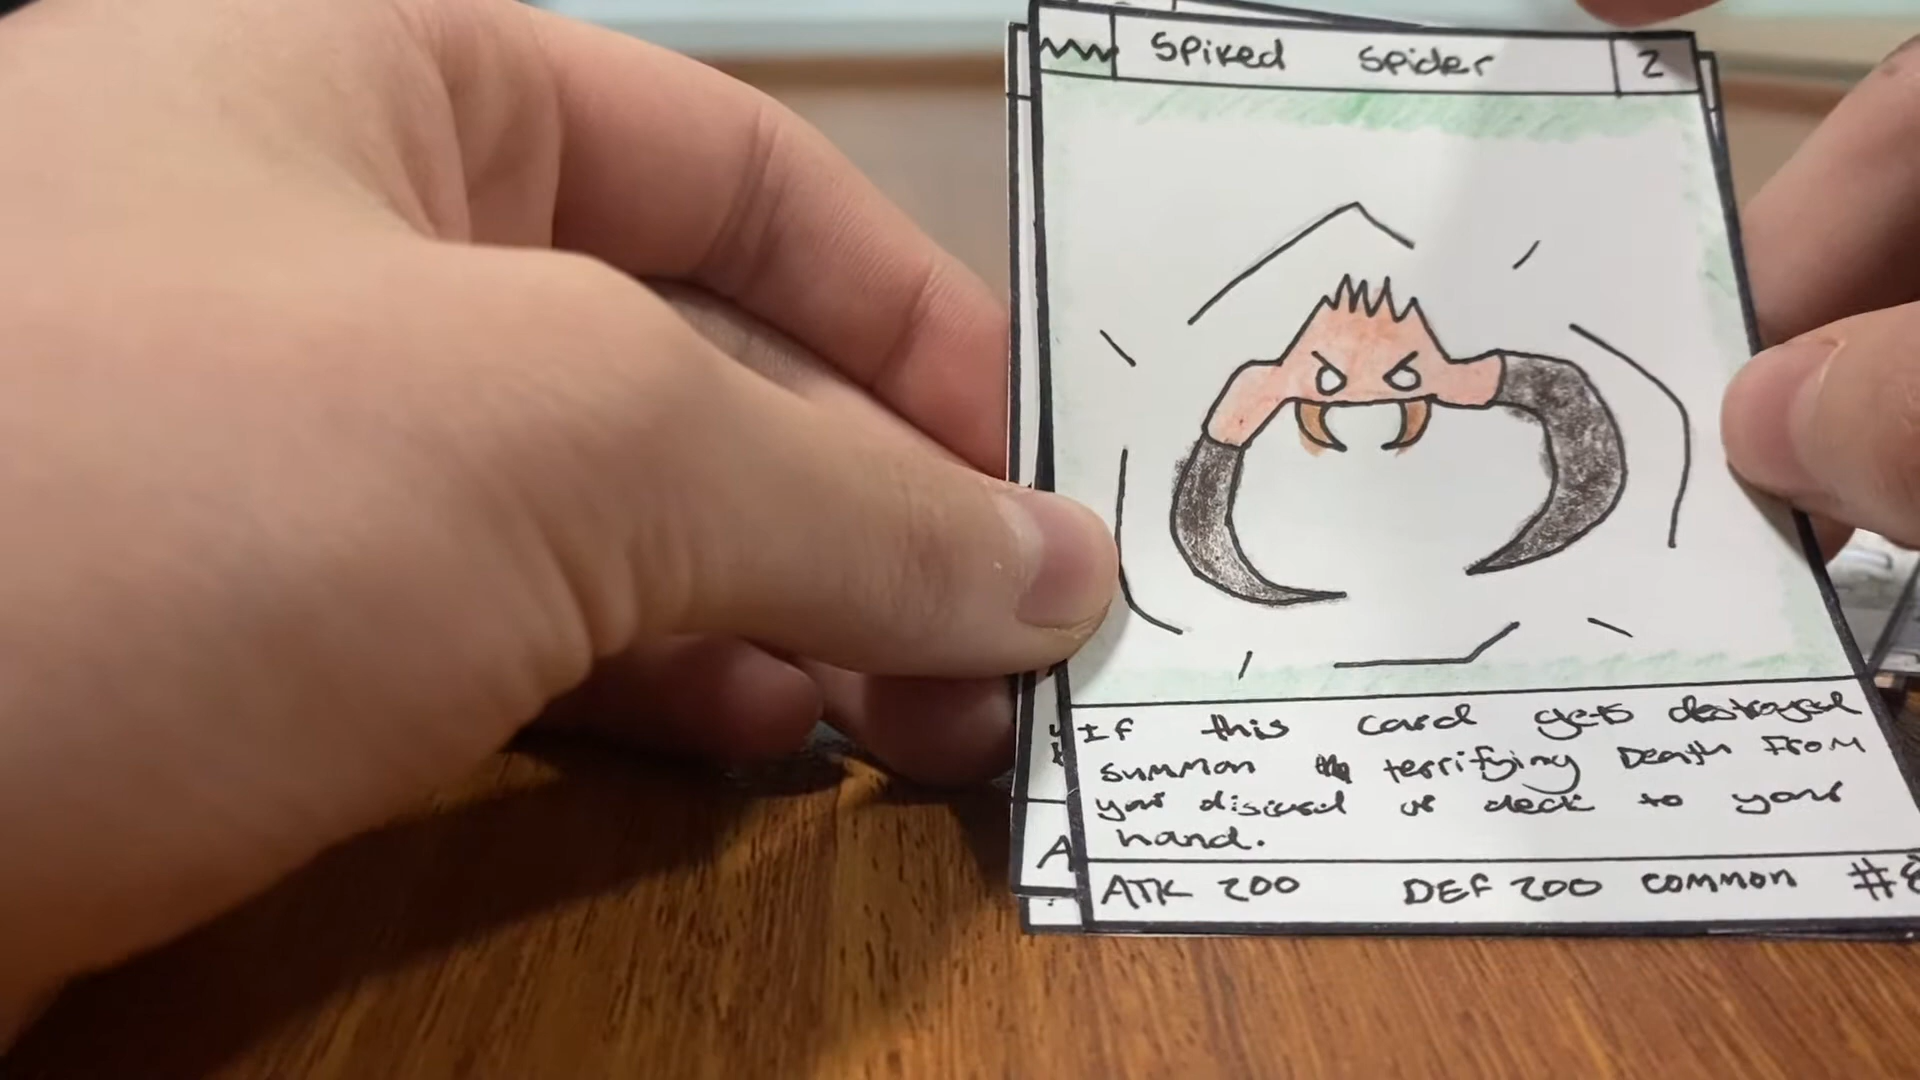 Spiked Spider 2
If this card gets destroyed
summon terrifying Death From
your discard or deck to your
hand.
ATK 200 DEF 200 common #8
A